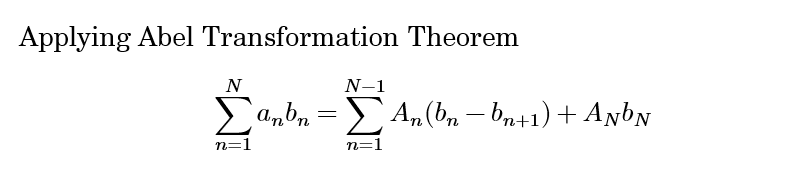 Applying Abel Transformation Theorem
\sum_{n=1}^{N} a_n b_n = \sum_{n=1}^{N-1} A_n(b_n - b_{n+1}) + A_N b_N